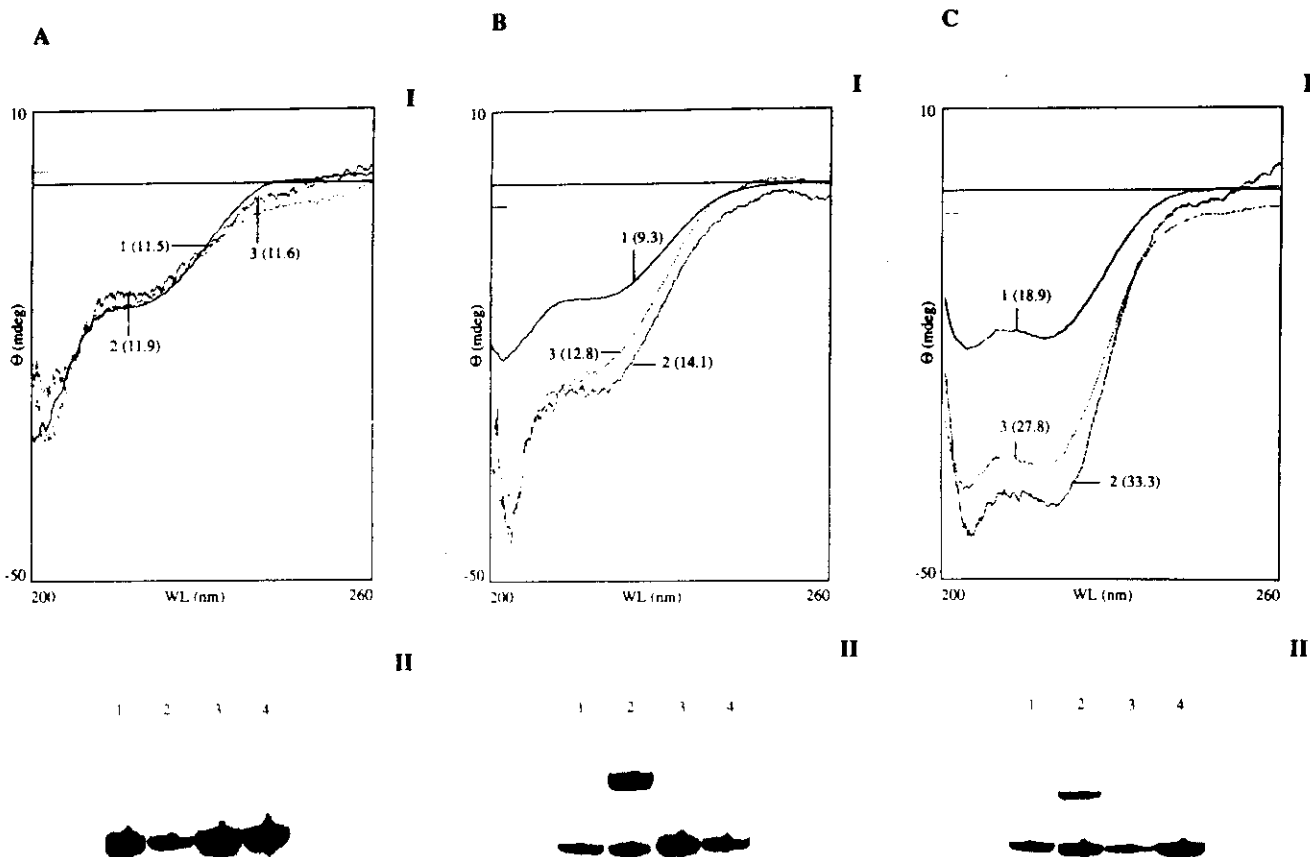 A
B
C
I
I
I
10
10
10
1 (11.5)
3 (11.6)
2 (11.9)
1 (9.3)
3 (12.8)
2 (14.1)
1 (18.9)
3 (27.8)
2 (33.3)
Θ (mdeg)
Θ (mdeg)
Θ (mdeg)
-50
-50
-50
200 WL (nm) 260
200 WL (nm) 260
200 WL (nm) 260
II
II
II
1 2 3 4
1 2 3 4
1 2 3 4